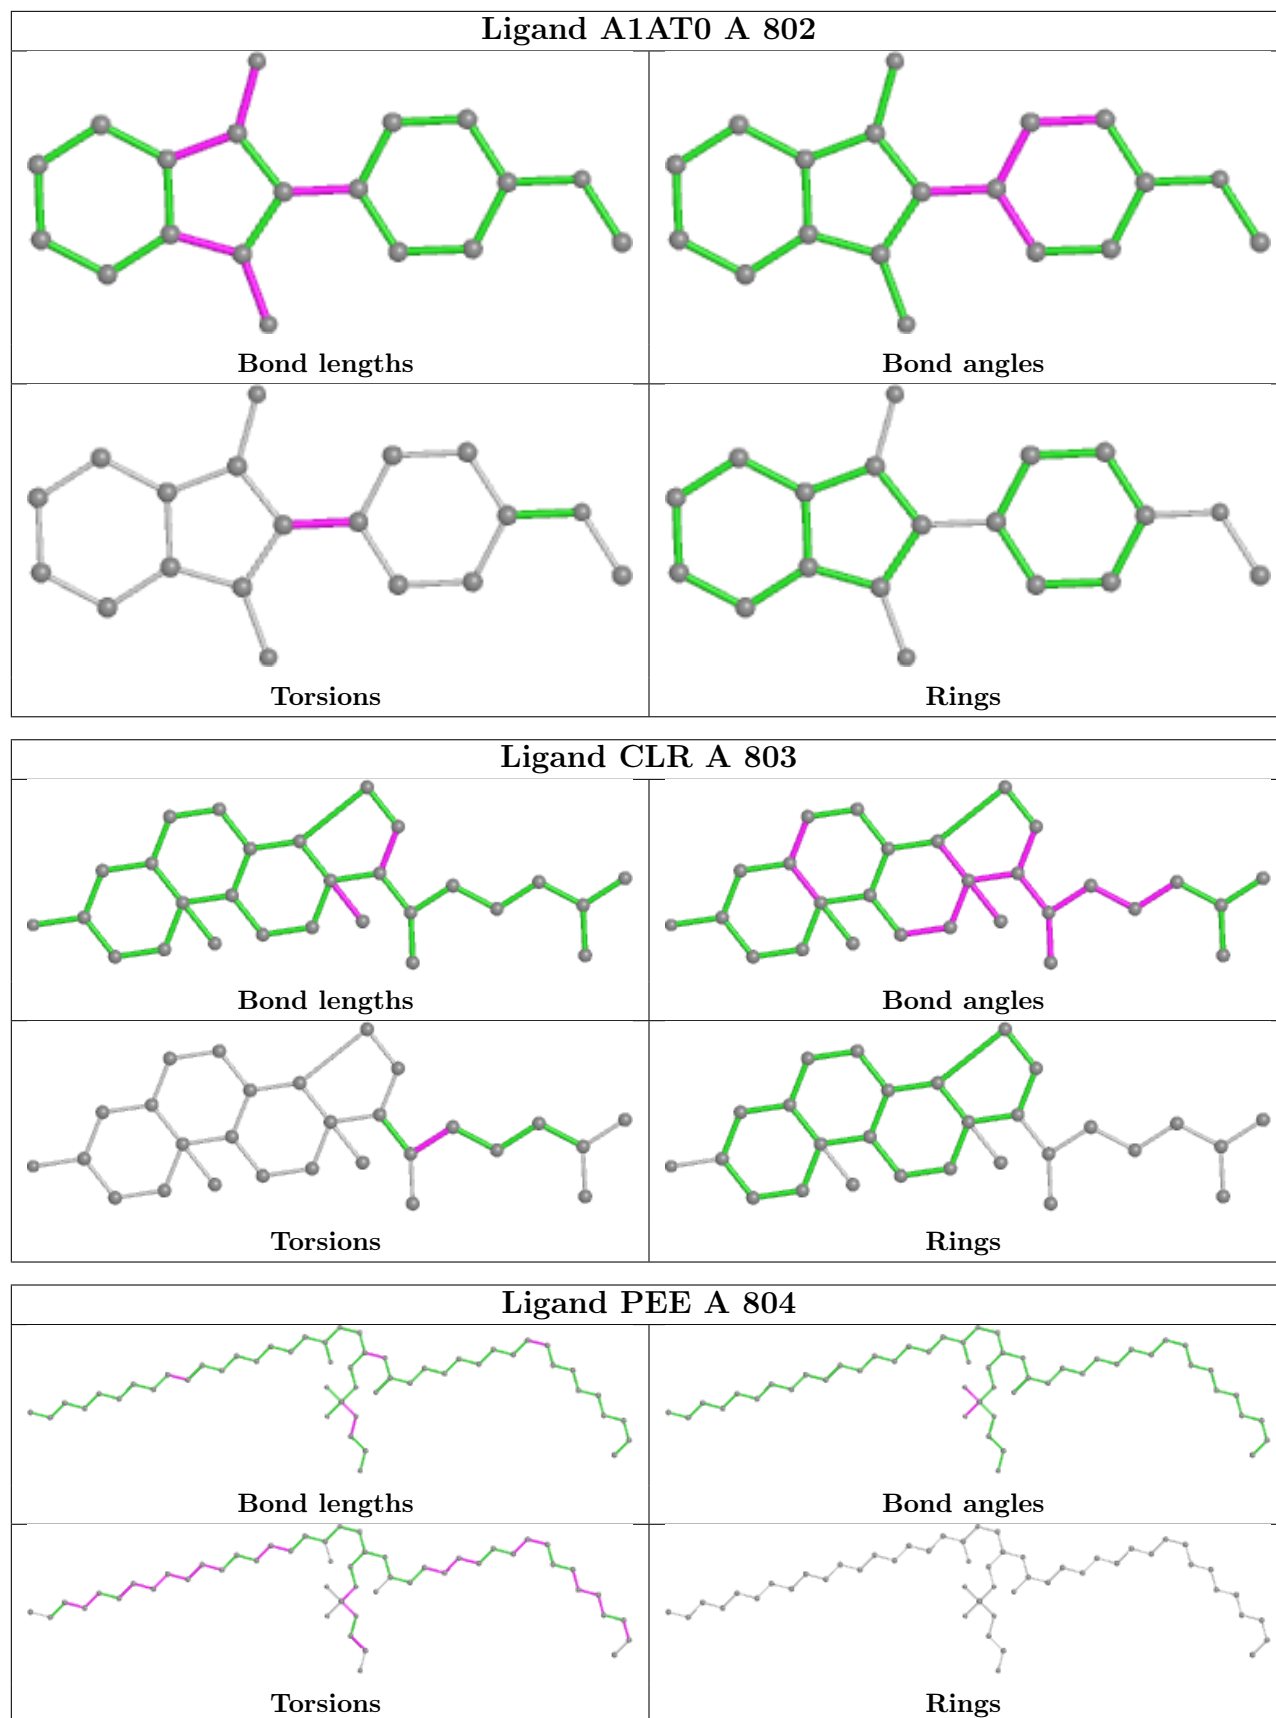 Ligand A1AT0 A 802
Bond lengths
Bond angles
Torsions
Rings
Ligand CLR A 803
Bond lengths
Bond angles
Torsions
Rings
Ligand PEE A 804
Bond lengths
Bond angles
Torsions
Rings